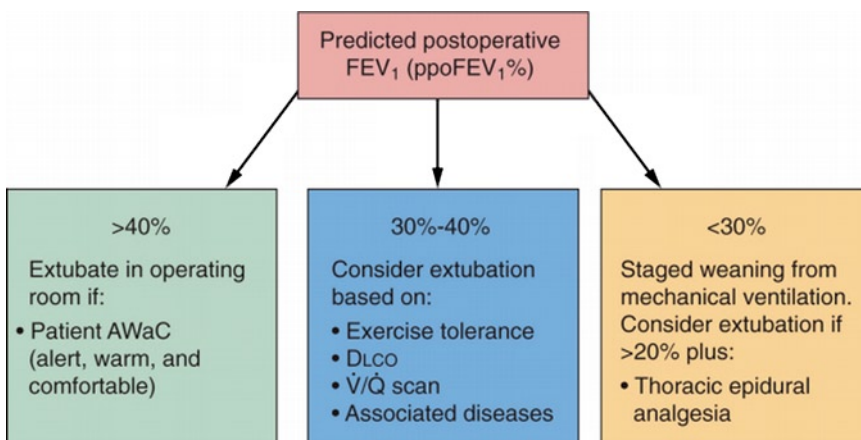 Predicted postoperative
FEV₁ (ppoFEV₁%)
>40%
Extubate in operating
room if:
• Patient AWaC
(alert, warm, and
comfortable)
30%-40%
Consider extubation
based on:
• Exercise tolerance
• DLCO
• V̇/Q̇ scan
• Associated diseases
<30%
Staged weaning from
mechanical ventilation.
Consider extubation if
>20% plus:
• Thoracic epidural
analgesia